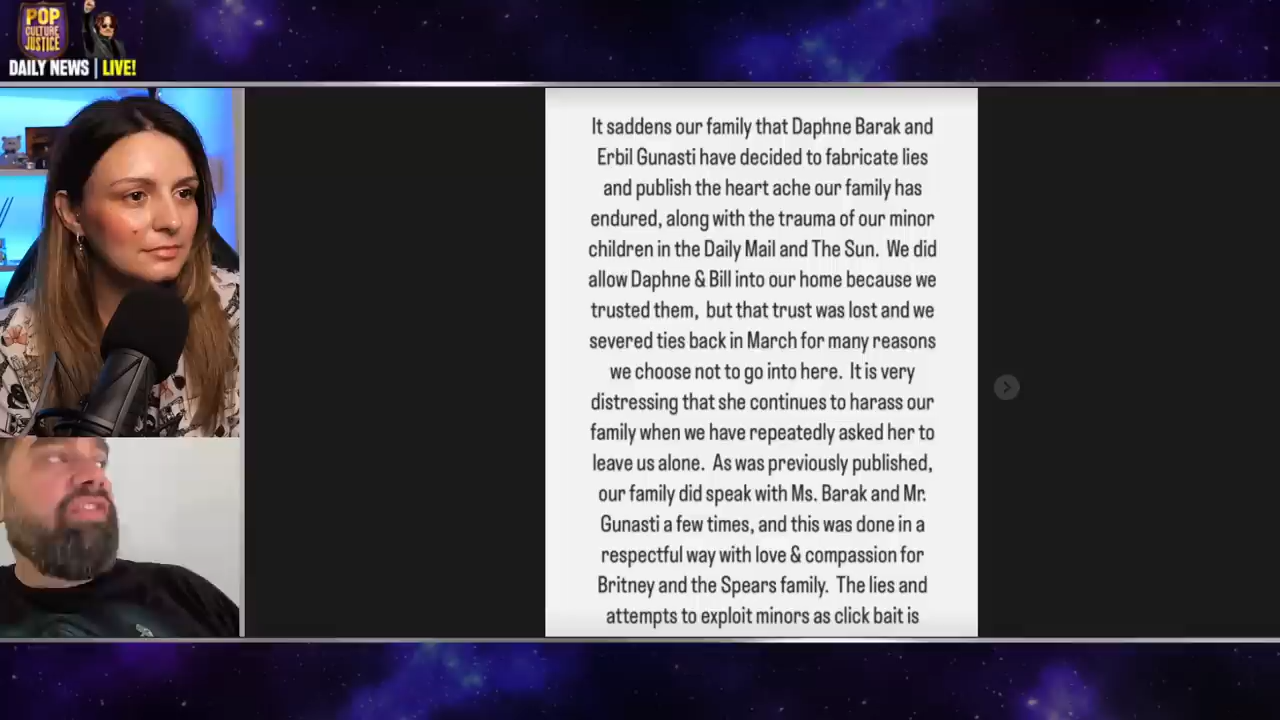 POP
CULTURE
JUSTICE
DAILY NEWS | LIVE!
It saddens our family that Daphne Barak and
Erbil Gunasti have decided to fabricate lies
and publish the heart ache our family has
endured, along with the trauma of our minor
children in the Daily Mail and The Sun. We did
allow Daphne & Bill into our home because we
trusted them, but that trust was lost and we
severed ties back in March for many reasons
we choose not to go into here. It is very
distressing that she continues to harass our
family when we have repeatedly asked her to
leave us alone. As was previously published,
our family did speak with Ms. Barak and Mr.
Gunasti a few times, and this was done in a
respectful way with love & compassion for
Britney and the Spears family. The lies and
attempts to exploit minors as click bait is